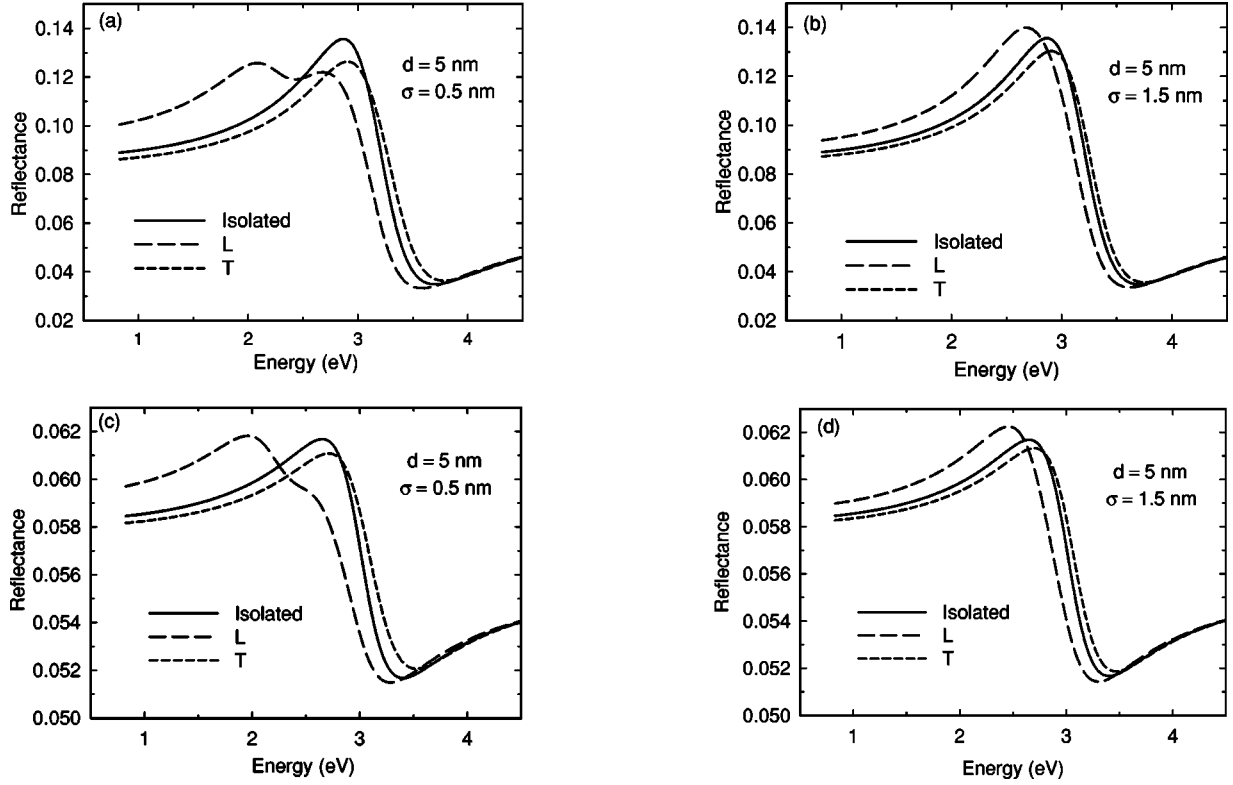 (a)
0.14
0.12
0.10
0.08
0.06
0.04
0.02
Reflectance
d = 5 nm
σ = 0.5 nm
Isolated
L
T
1 2 3 4
Energy (eV)
(b)
0.14
0.12
0.10
0.08
0.06
0.04
0.02
Reflectance
d = 5 nm
σ = 1.5 nm
Isolated
L
T
1 2 3 4
Energy (eV)
(c)
0.062
0.060
0.058
0.056
0.054
0.052
0.050
Reflectance
d = 5 nm
σ = 0.5 nm
Isolated
L
T
1 2 3 4
Energy (eV)
(d)
0.062
0.060
0.058
0.056
0.054
0.052
0.050
Reflectance
d = 5 nm
σ = 1.5 nm
Isolated
L
T
1 2 3 4
Energy (eV)